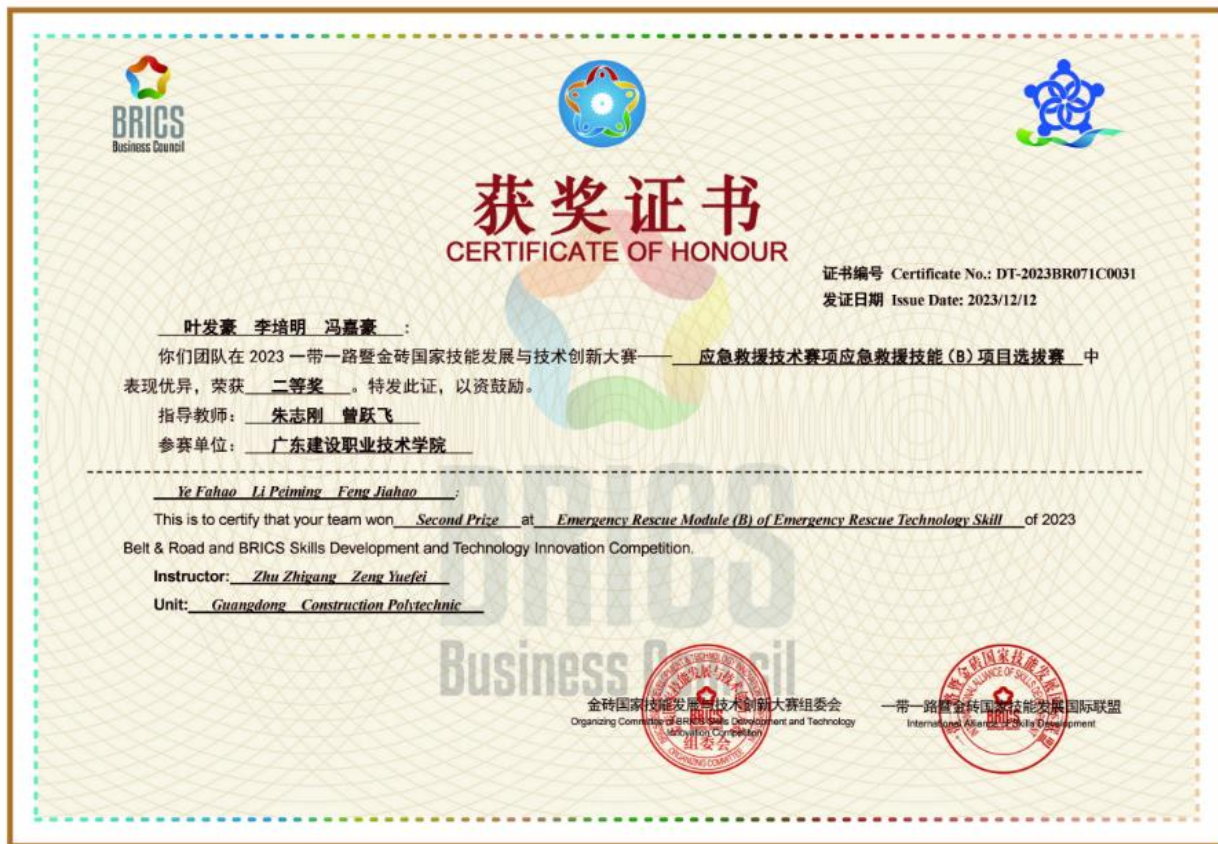 BRICS
Business Council
获奖证书
CERTIFICATE OF HONOUR
证书编号 Certificate No.: DT-2023BR071C0031
发证日期 Issue Date: 2023/12/12
叶发豪 李培明 冯嘉豪 :
你们团队在 2023 一带一路暨金砖国家技能发展与技术创新大赛—— 应急救援技术赛项应急救援技能(B)项目选拔赛 中
表现优异, 荣获 二等奖 。特发此证, 以资鼓励。
指导教师: 朱志刚 曾跃飞
参赛单位: 广东建设职业技术学院
Ye Fahao Li Peiming Feng Jiahao :
This is to certify that your team won Second Prize at Emergency Rescue Module (B) of Emergency Rescue Technology Skill of 2023
Belt & Road and BRICS Skills Development and Technology Innovation Competition.
Instructor: Zhu Zhigang Zeng Yuefei
Unit: Guangdong Construction Polytechnic
BRICS
Business Council
金砖国家技能发展与技术创新大赛组委会
Organizing Committee of BRICS Skills Development and Technology
Innovation Competition
组委会
ORGANIZING COMMITTEE
一带一路暨金砖国家技能发展国际联盟
International Alliance of Skills Development